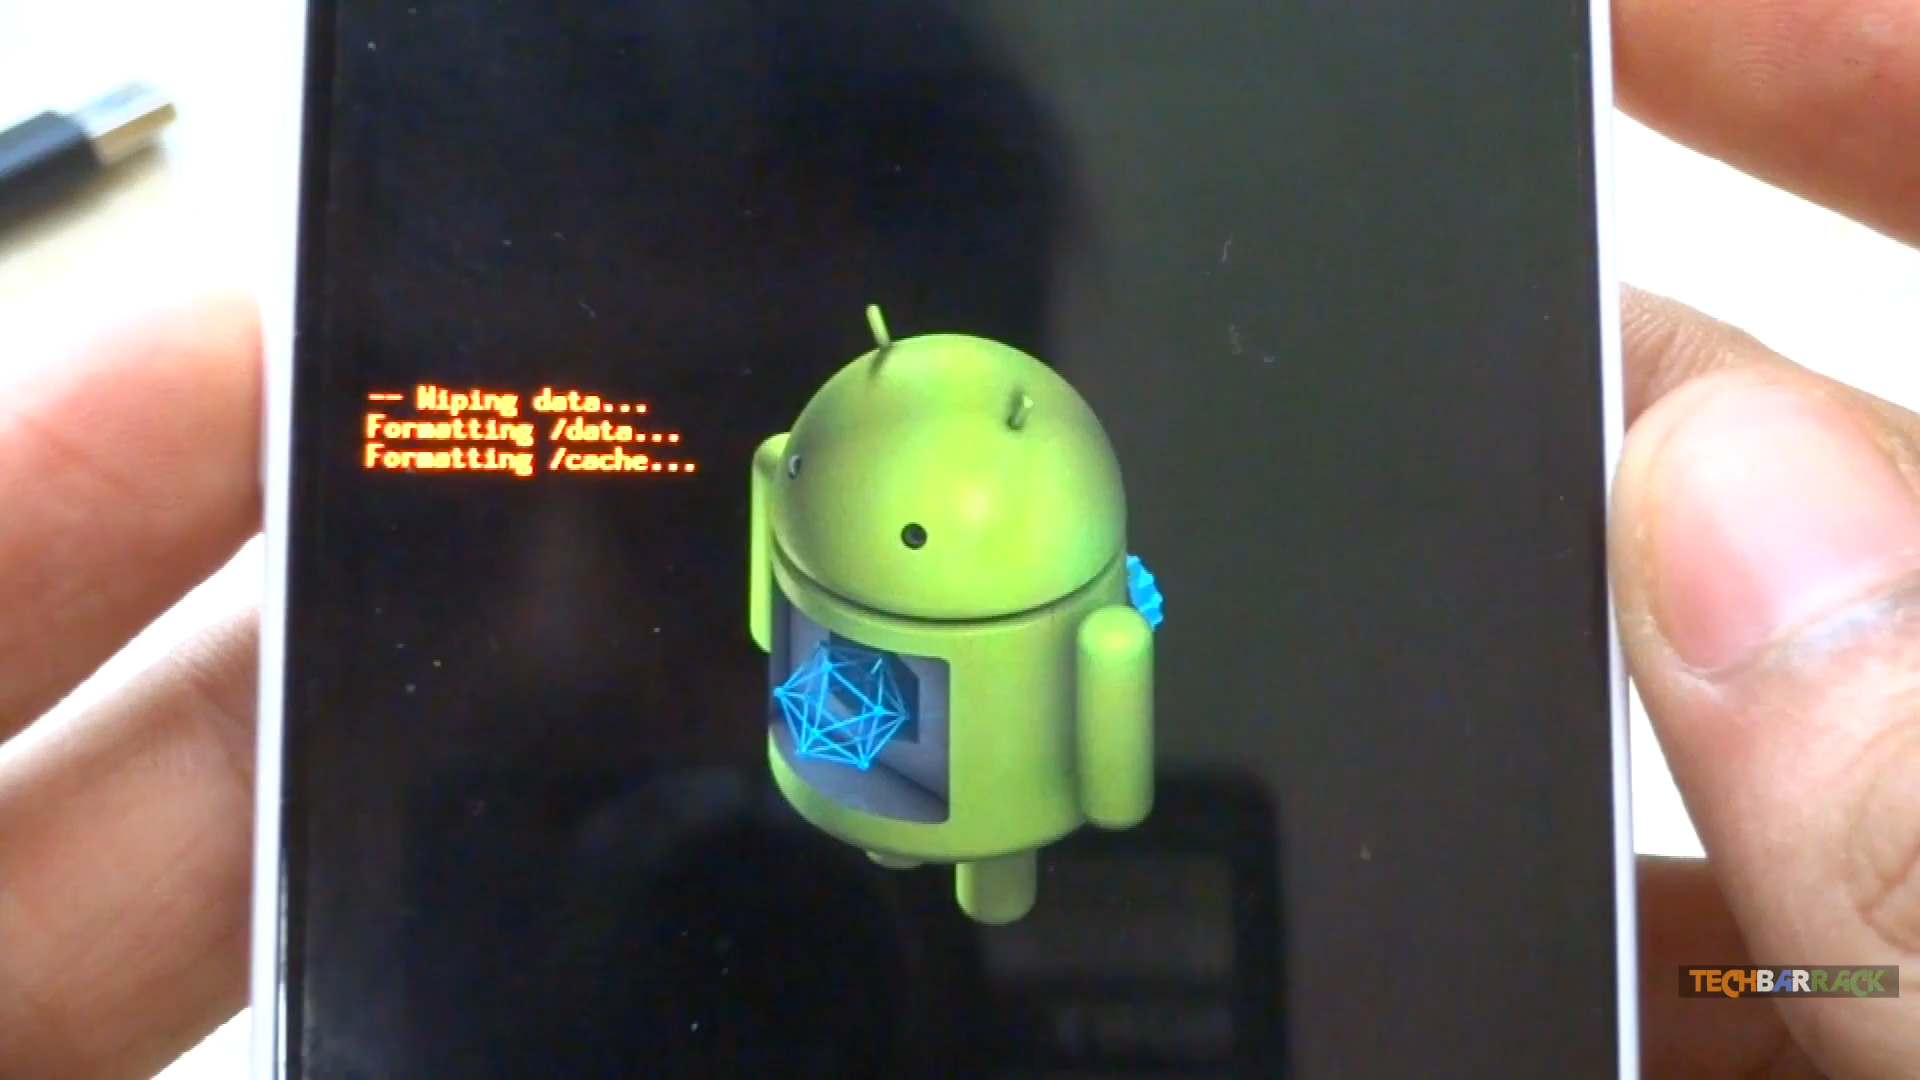 -- Wiping data...
Formatting /data...
Formatting /cache...
TECHBARRACK